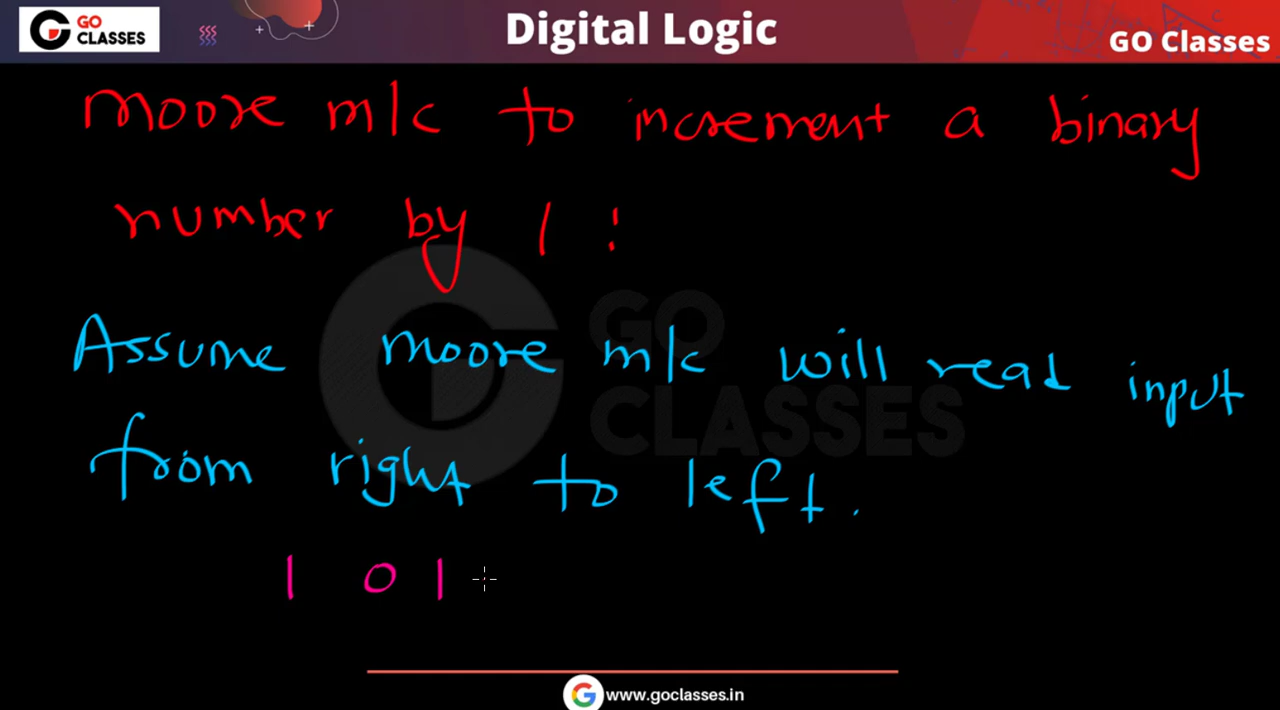 GO
CLASSES
Digital Logic
GO Classes
Moore m/c to increment a binary
number by 1 :
GO
CLASSES
Assume moore m/c will read input
from right to left.
1 0 1
www.goclasses.in